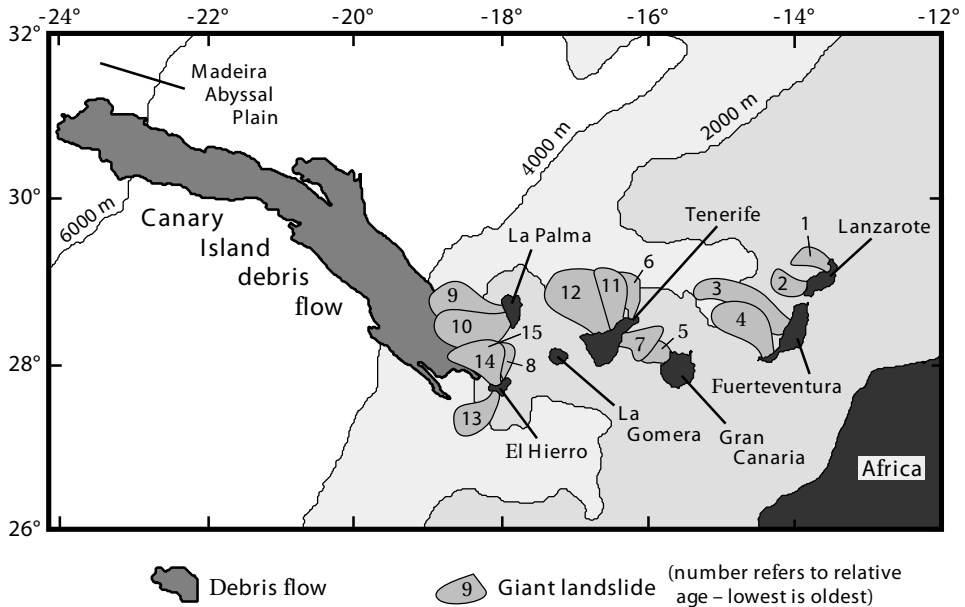 -24°
-22°
-20°
-18°
-16°
-14°
-12°
32°
30°
28°
26°
Madeira
Abyssal
Plain
4000 m
2000 m
6000 m
Canary
Island
debris
flow
La Palma
Tenerife
Lanzarote
1
2
3
4
5
6
7
8
9
10
11
12
13
14
15
Fuerteventura
La
Gomera
Gran
Canaria
El Hierro
Africa
Debris flow
9
Giant landslide
(number refers to relative
age – lowest is oldest)